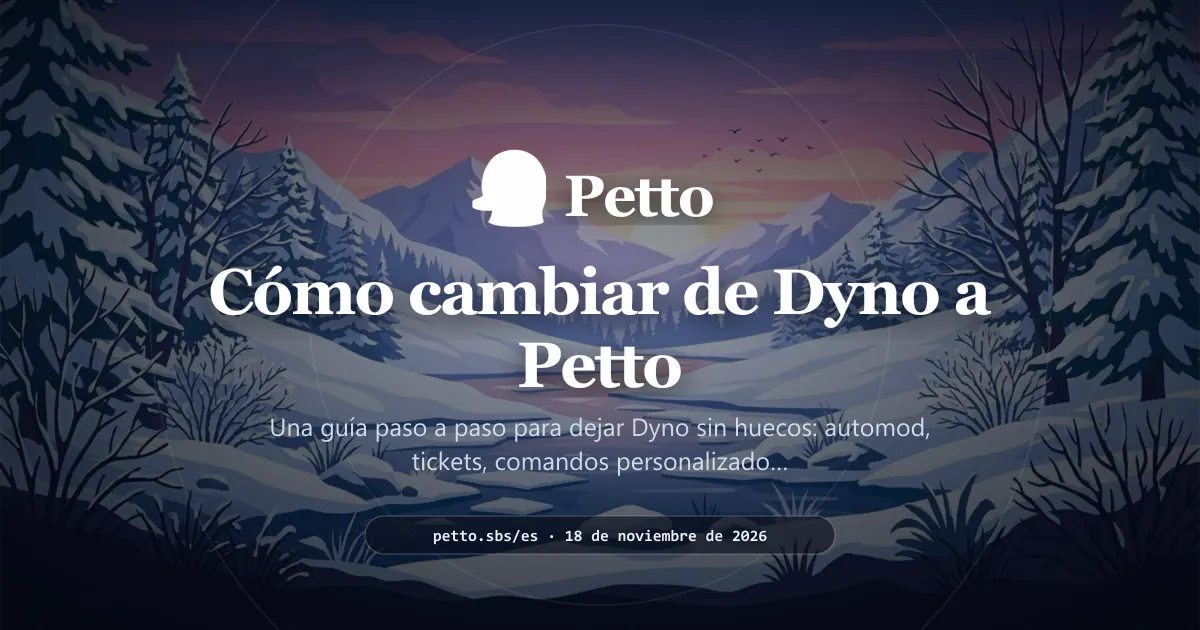 Petto
Cómo cambiar de Dyno a
Petto
Una guía paso a paso para dejar Dyno sin huecos: automod,
tickets, comandos personalizado...
petto.sbs/es · 18 de noviembre de 2026